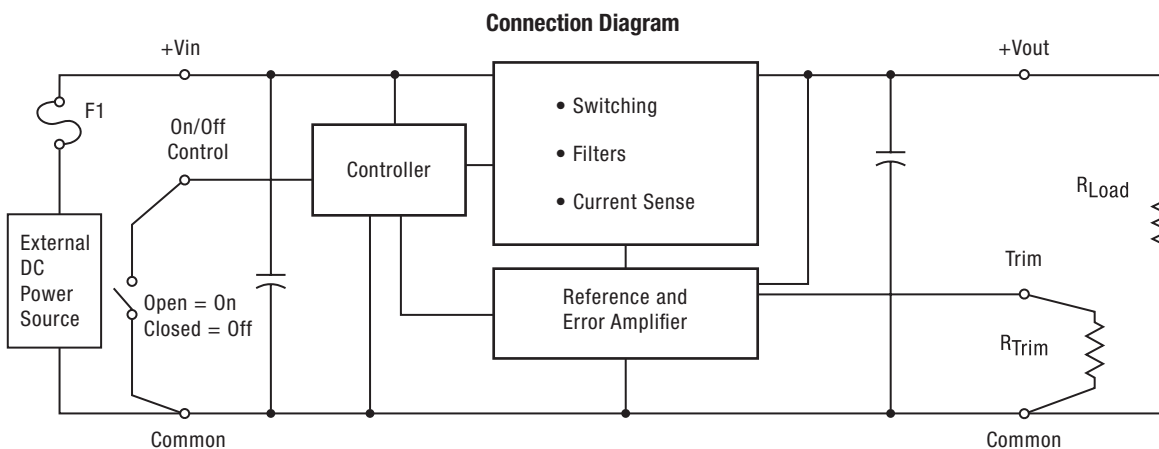 Connection Diagram
+Vin
+Vout
F1
On/Off
Control
Controller
• Switching
• Filters
• Current Sense
RLoad
External
DC
Power
Source
Open = On
Closed = Off
Reference and
Error Amplifier
Trim
RTrim
Common
Common